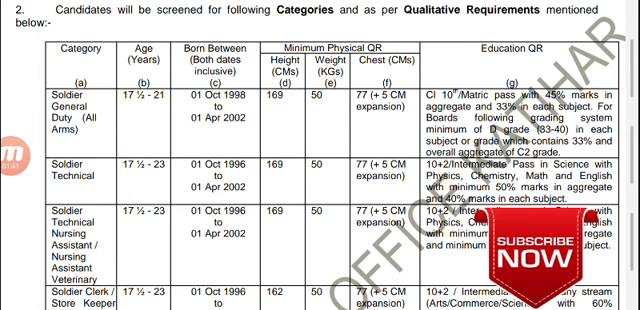 2. Candidates will be screened for following Categories and as per Qualitative Requirements mentioned
below:-
Category Age (Years) Born Between (Both dates inclusive) Minimum Physical QR Education QR
Height (CMs) Weight (KGs) Chest (CMs)
(a) (b) (c) (d) (e) (f) (g)
Soldier General Duty (All Arms) 17 ½ - 21 01 Oct 1998 to 01 Apr 2002 169 50 77 (+ 5 CM expansion) Cl 10th/Matric pass with 45% marks in
aggregate and 33% in each subject. For
Boards following grading system
minimum of D grade (33-40) in each
subject or grade which contains 33% and
overall aggregate of C2 grade.
Soldier Technical 17 ½ - 23 01 Oct 1996 to 01 Apr 2002 169 50 77 (+ 5 CM expansion) 10+2/Intermediate Pass in Science with
Physics, Chemistry, Math and English
with minimum 50% marks in aggregate
and 40% marks in each subject.
Soldier Technical Nursing Assistant / Nursing Assistant Veterinary 17 ½ - 23 01 Oct 1996 to 01 Apr 2002 169 50 77 (+ 5 CM expansion) 10+2 with
Physics,
with minimum
and minimum
Soldier Clerk / Store Keeper 17 ½ - 23 01 Oct 1996 to 162 50 77 (+ 5 CM expansion) 10+2 / stream
(Arts/Commerce/ with 60%
OFFICE KATIHAR
SUBSCRIBE
NOW
m
01:41